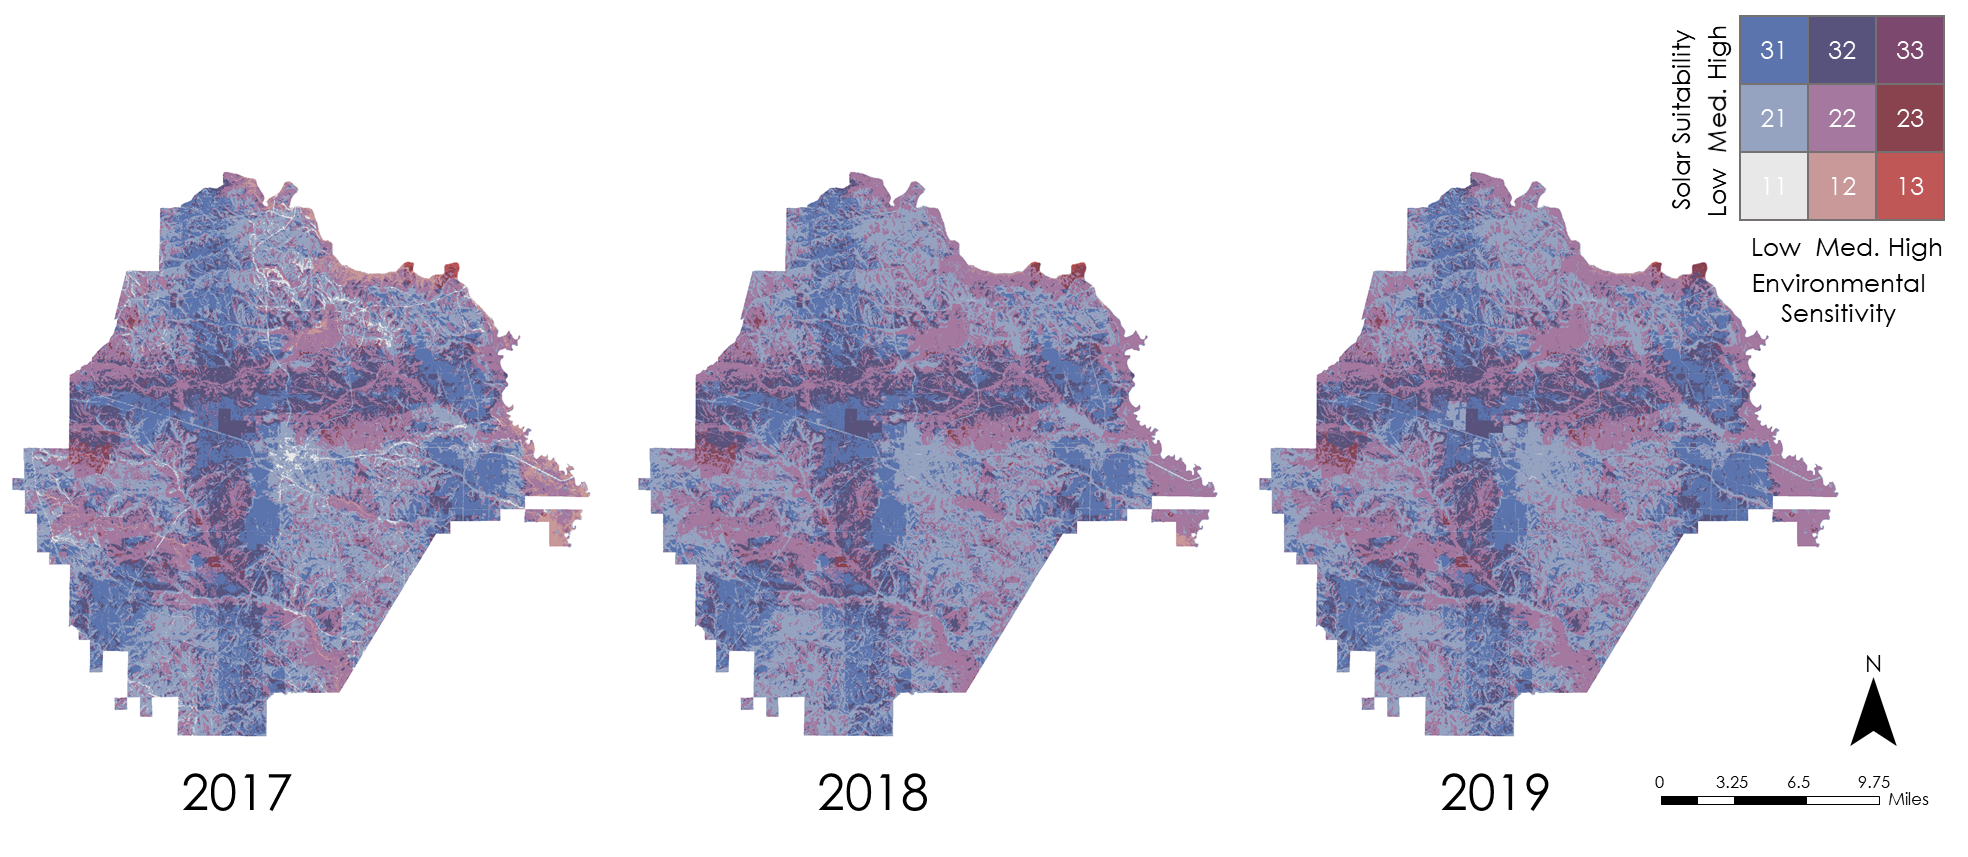 Solar Suitability
Low Med. High
31 32 33
21 22 23
11 12 13
Low Med. High
Environmental
Sensitivity
N
2017
2018
2019
0 3.25 6.5 9.75
Miles